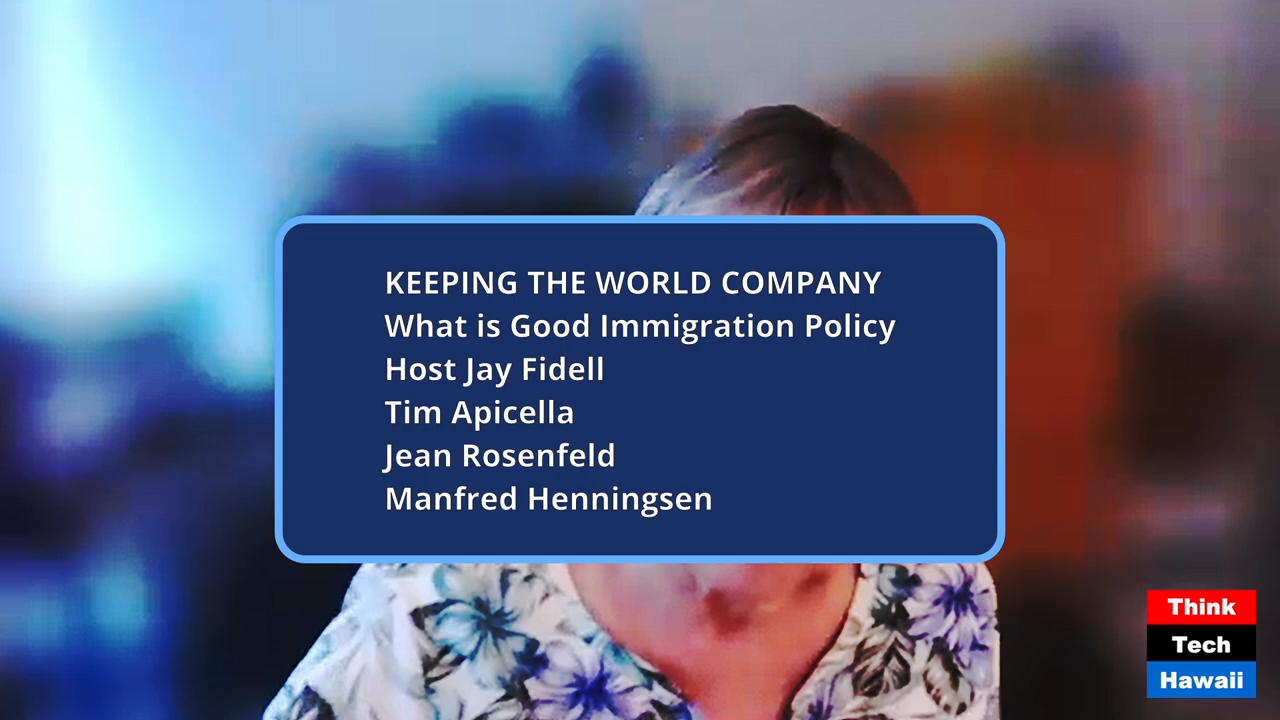 KEEPING THE WORLD COMPANY
What is Good Immigration Policy
Host Jay Fidell
Tim Apicella
Jean Rosenfeld
Manfred Henningsen
Think
Tech
Hawaii